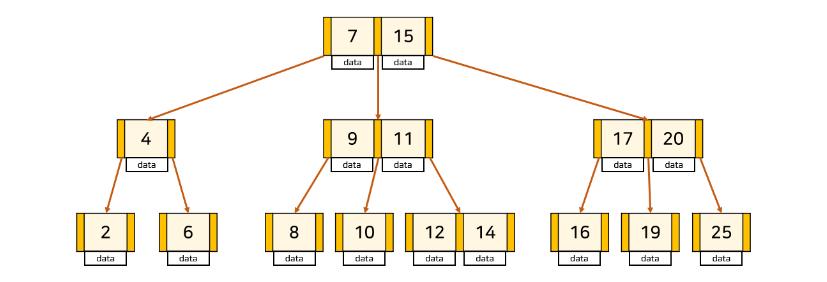 7 15
data data
4 9 11 17 20
data data data data data
2 6 8 10 12 14 16 19 25
data data data data data data data data data